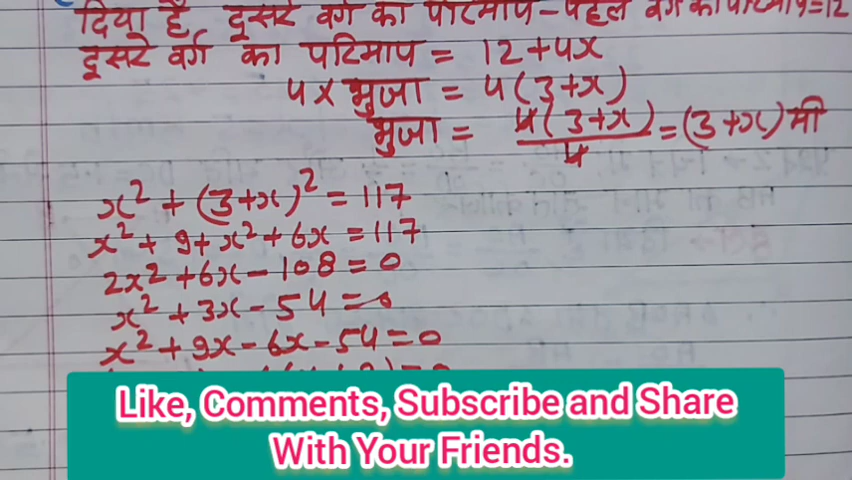 दिया है, दूसरे वर्ग का परिमाप - पहले वर्ग का परिमाप = 12
दूसरे वर्ग का परिमाप = 12 + 4x
4 × भुजा = 4 (3+x)
भुजा = 4(3+x)/4 = (3+x) मी
x² + (3+x)² = 117
x² + 9 + x² + 6x = 117
2x² + 6x - 108 = 0
x² + 3x - 54 = 0
x² + 9x - 6x - 54 = 0
Like, Comments, Subscribe and Share
With Your Friends.